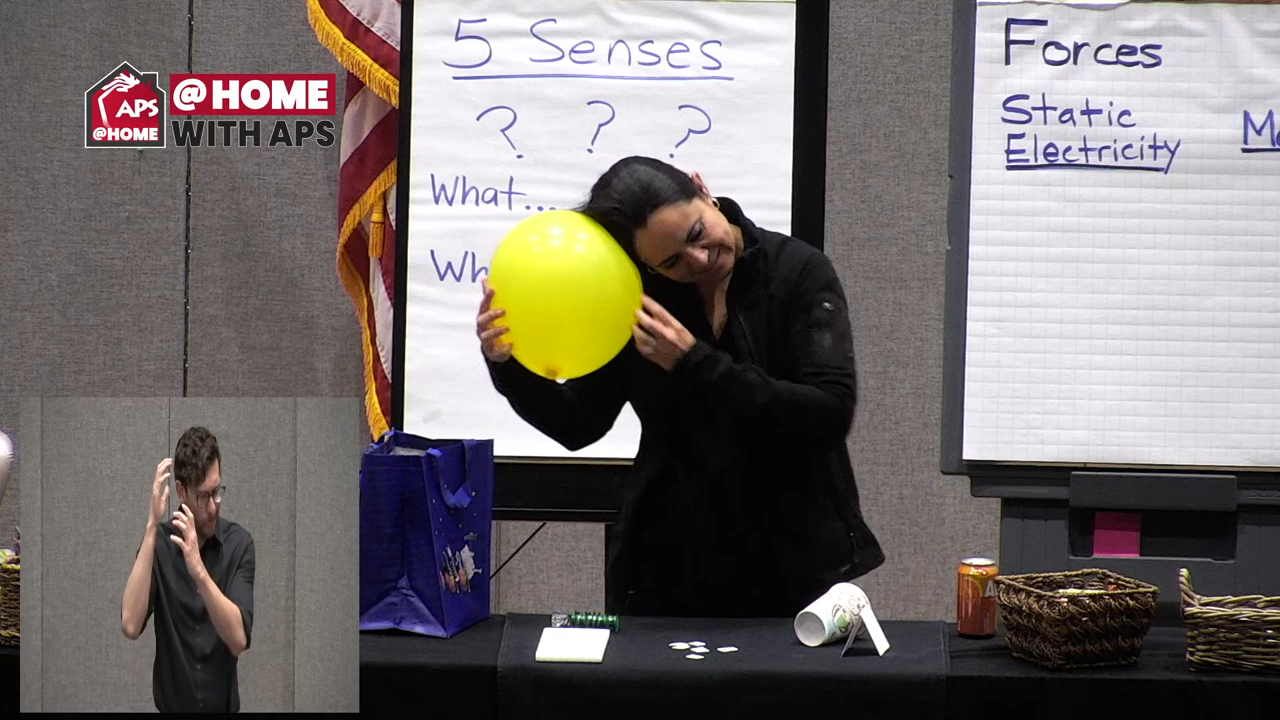 APS
@HOME
@HOME
WITH APS
5 Senses
? ? ?
What...
Forces
Static
Electricity